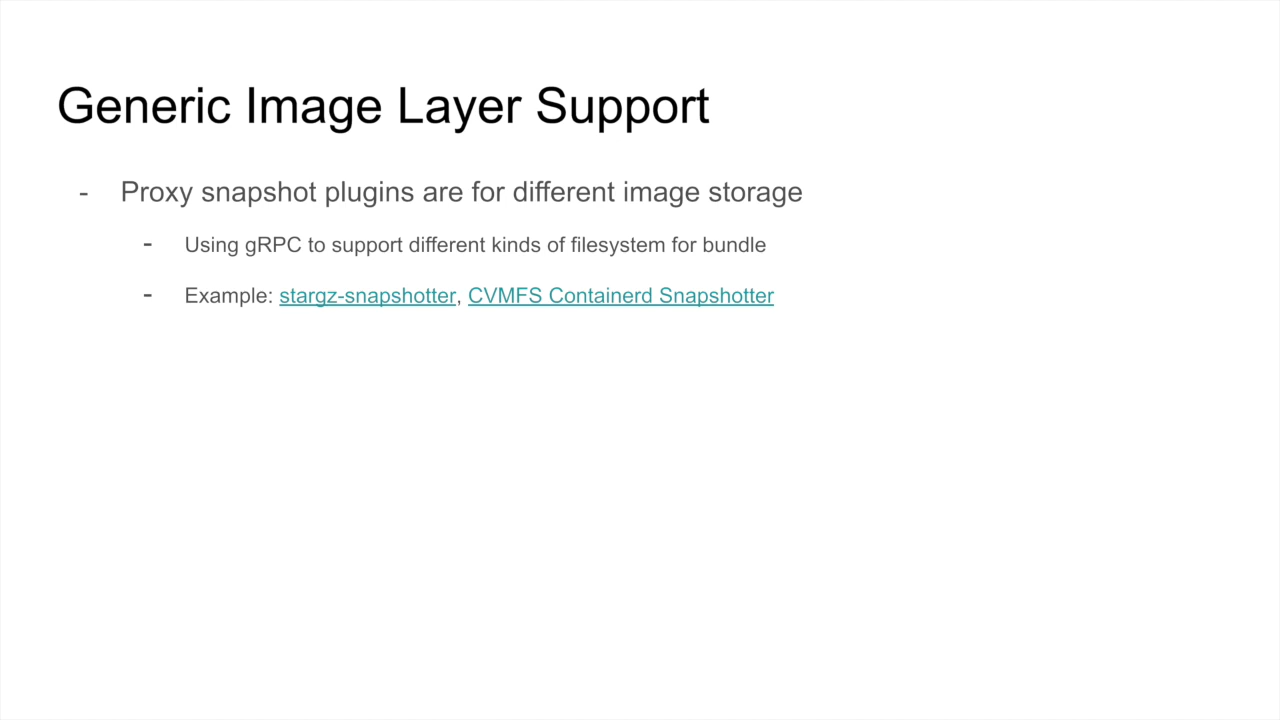 Generic Image Layer Support
- Proxy snapshot plugins are for different image storage
- Using gRPC to support different kinds of filesystem for bundle
- Example: stargz-snapshotter, CVMFS Containerd Snapshotter